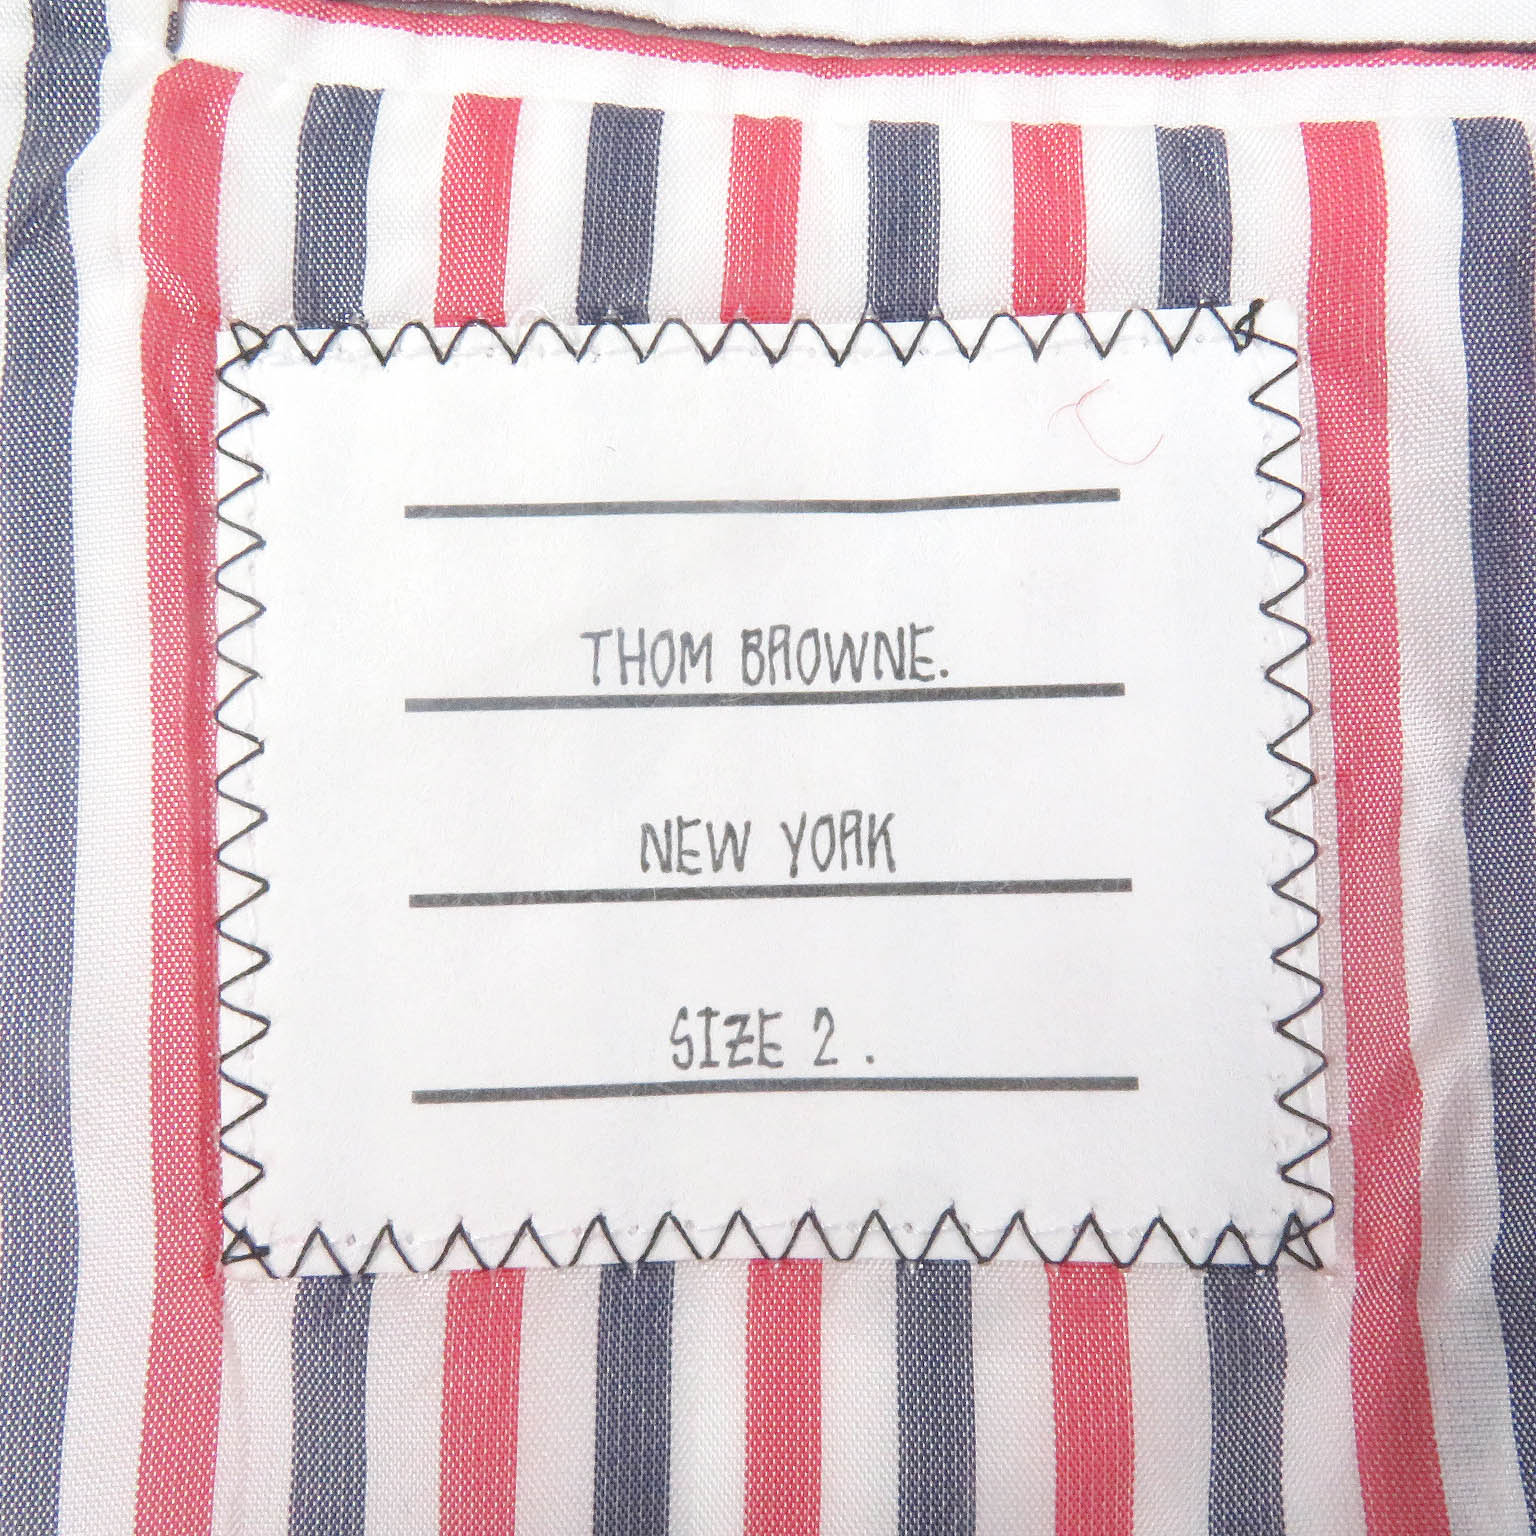 THOM BROWNE.
NEW YORK
SIZE 2 .